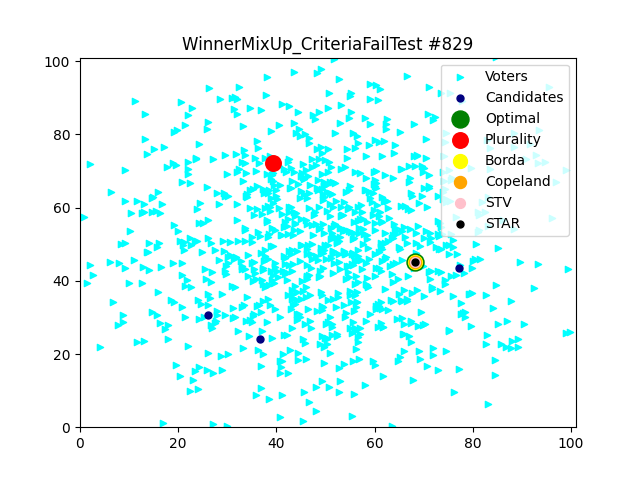 WinnerMixUp_CriteriaFailTest #829
Voters
Candidates
Optimal
Plurality
Borda
Copeland
STV
STAR
100
80
60
40
20
0
0 20 40 60 80 100